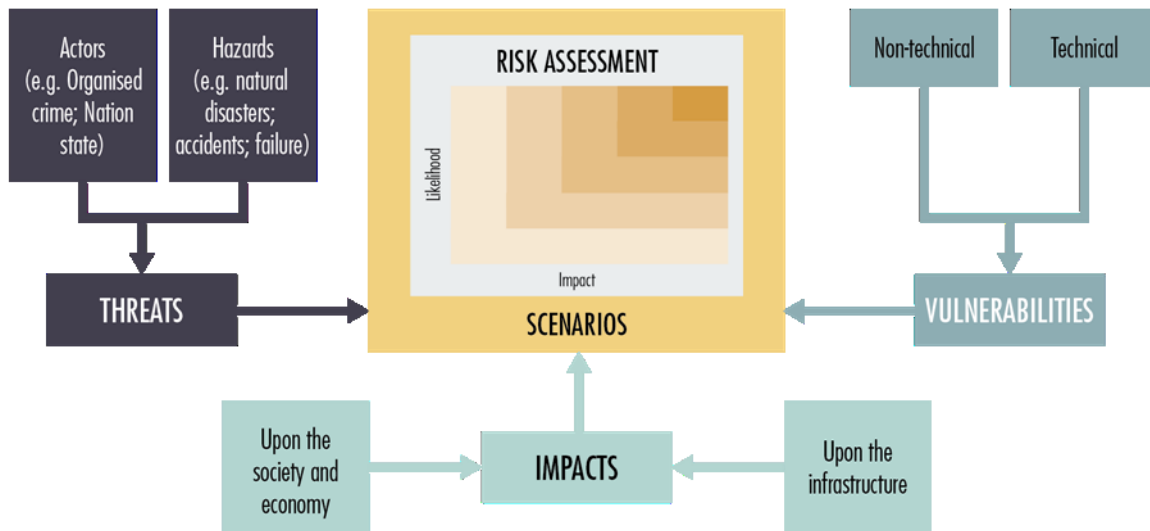 Actors
(e.g. Organised
crime; Nation
state)
Hazards
(e.g. natural
disasters;
accidents; failure)
THREATS
RISK ASSESSMENT
Likelihood
Impact
SCENARIOS
Non-technical
Technical
VULNERABILITIES
Upon the
society and
economy
IMPACTS
Upon the
infrastructure